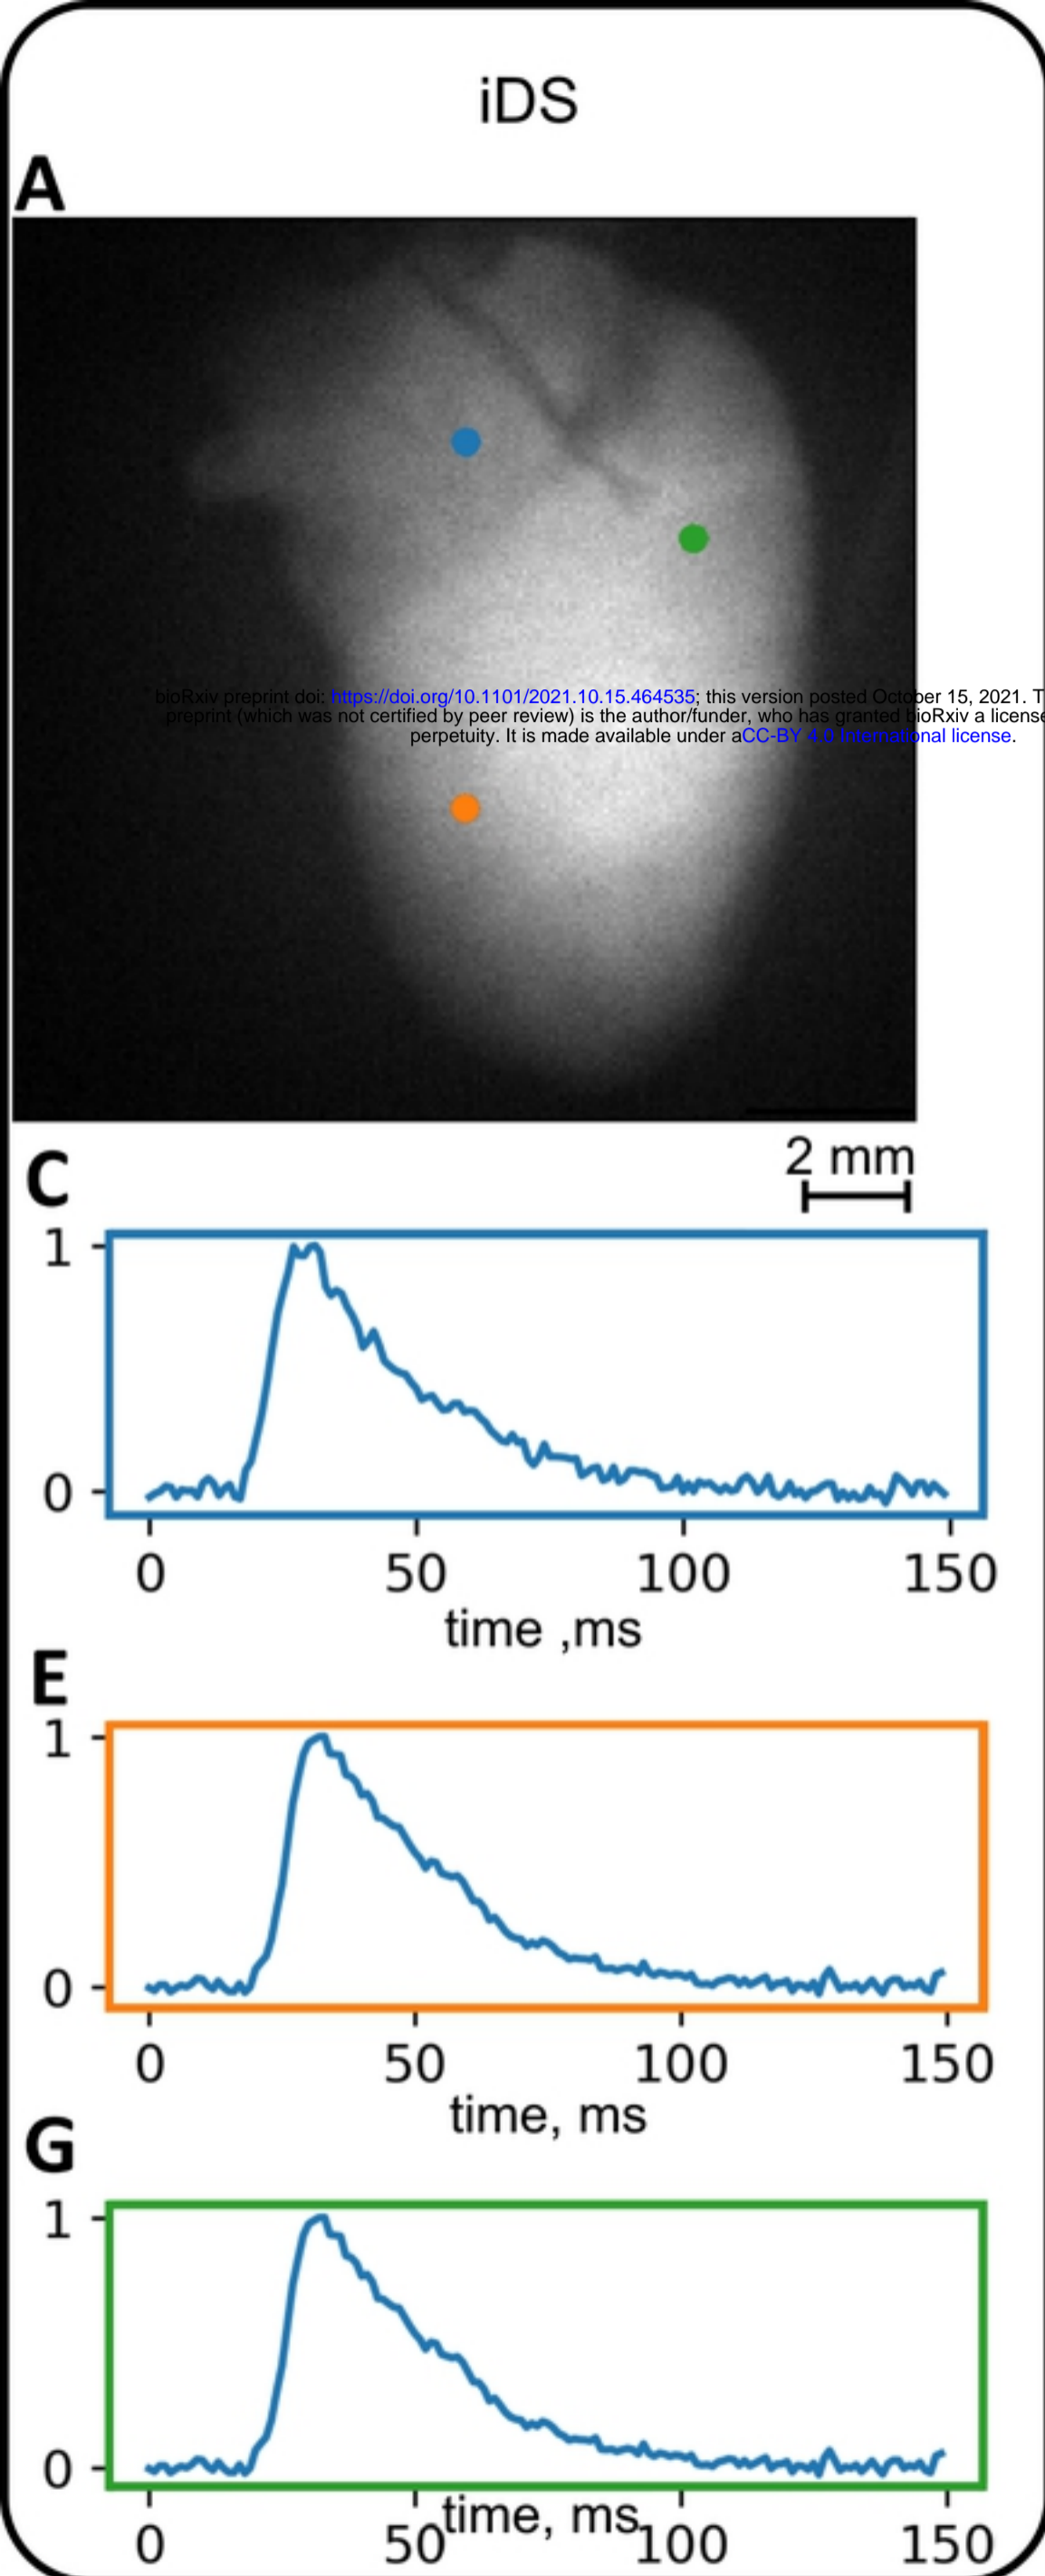 iDS
A
bioRxiv preprint doi: https://doi.org/10.1101/2021.10.15.464535; this version posted October 15, 2021. T
preprint (which was not certified by peer review) is the author/funder, who has granted bioRxiv a license
perpetuity. It is made available under aCC-BY 4.0 International license.
2 mm
C
1
0
0 50 100 150
time ,ms
E
1
0
0 50 100 150
time, ms
G
1
0
time, ms
0 50 100 150